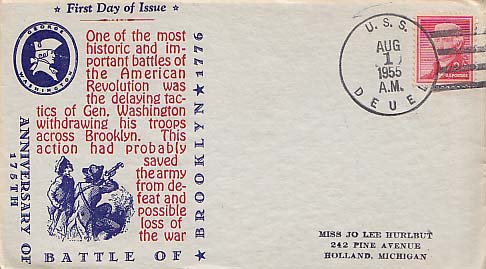 ★ First Day of Issue ★
GEORGE
WASHINGTON
One of the most
historic and im-
portant battles of
the American
Revolution was
the delaying tac-
tics of Gen. Washington
withdrawing his troops
across Brooklyn. This
action had probably
saved
the army
from de-
feat and
possible
loss of
the war
175TH
ANNIVERSARY OF
BATTLE OF
★ BROOKLYN ★ 1776
U. S. S.
AUG
1955
A.M.
DEUEL
MISS JO LEE HURLBUT
242 PINE AVENUE
HOLLAND, MICHIGAN